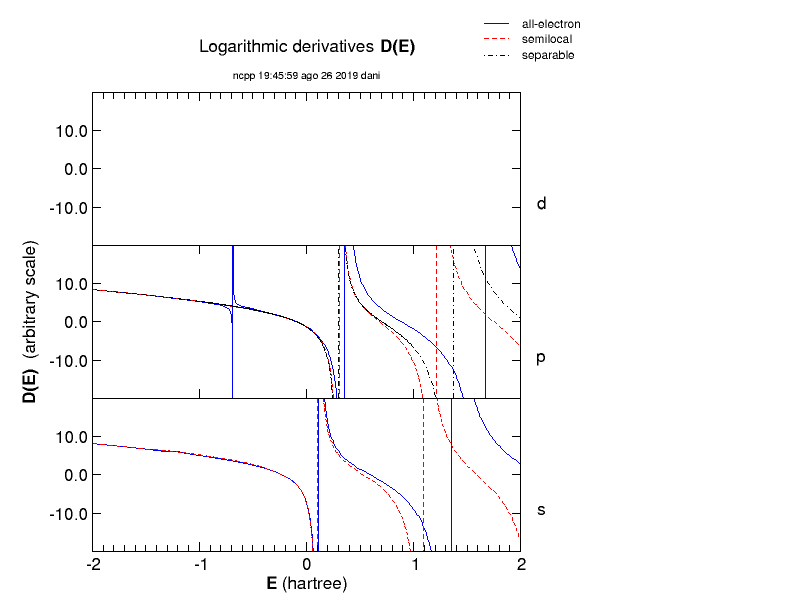 all-electron
semilocal
separable
Logarithmic derivatives D(E)
ncpp 19:45:59 ago 26 2019 dani
10.0
0.0
-10.0
d
10.0
0.0
-10.0
p
D(E) (arbitrary scale)
10.0
0.0
-10.0
s
-2 -1 0 1 2
E (hartree)